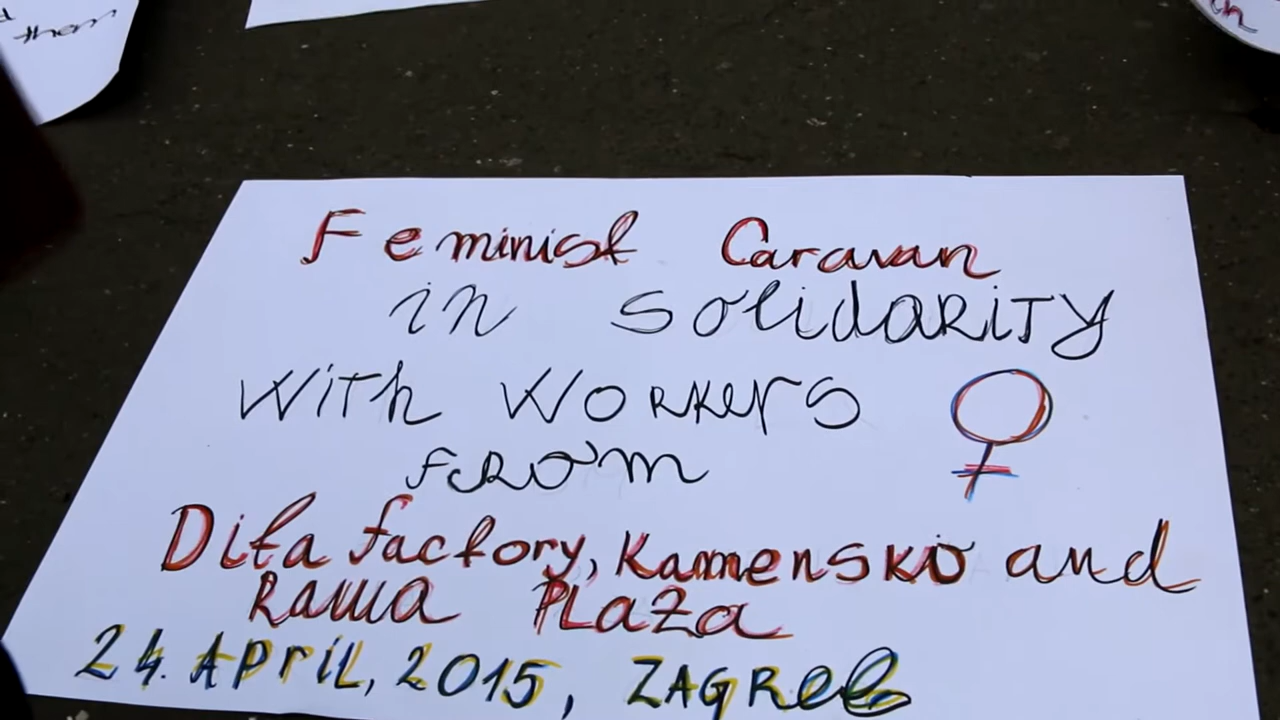 Feminist Caravan
in SolidARiTY
WiTh WORKers
FROm
Dita factory, Kamensko and
Rana PLaZa
24. APRiL, 2015, ZAGReb